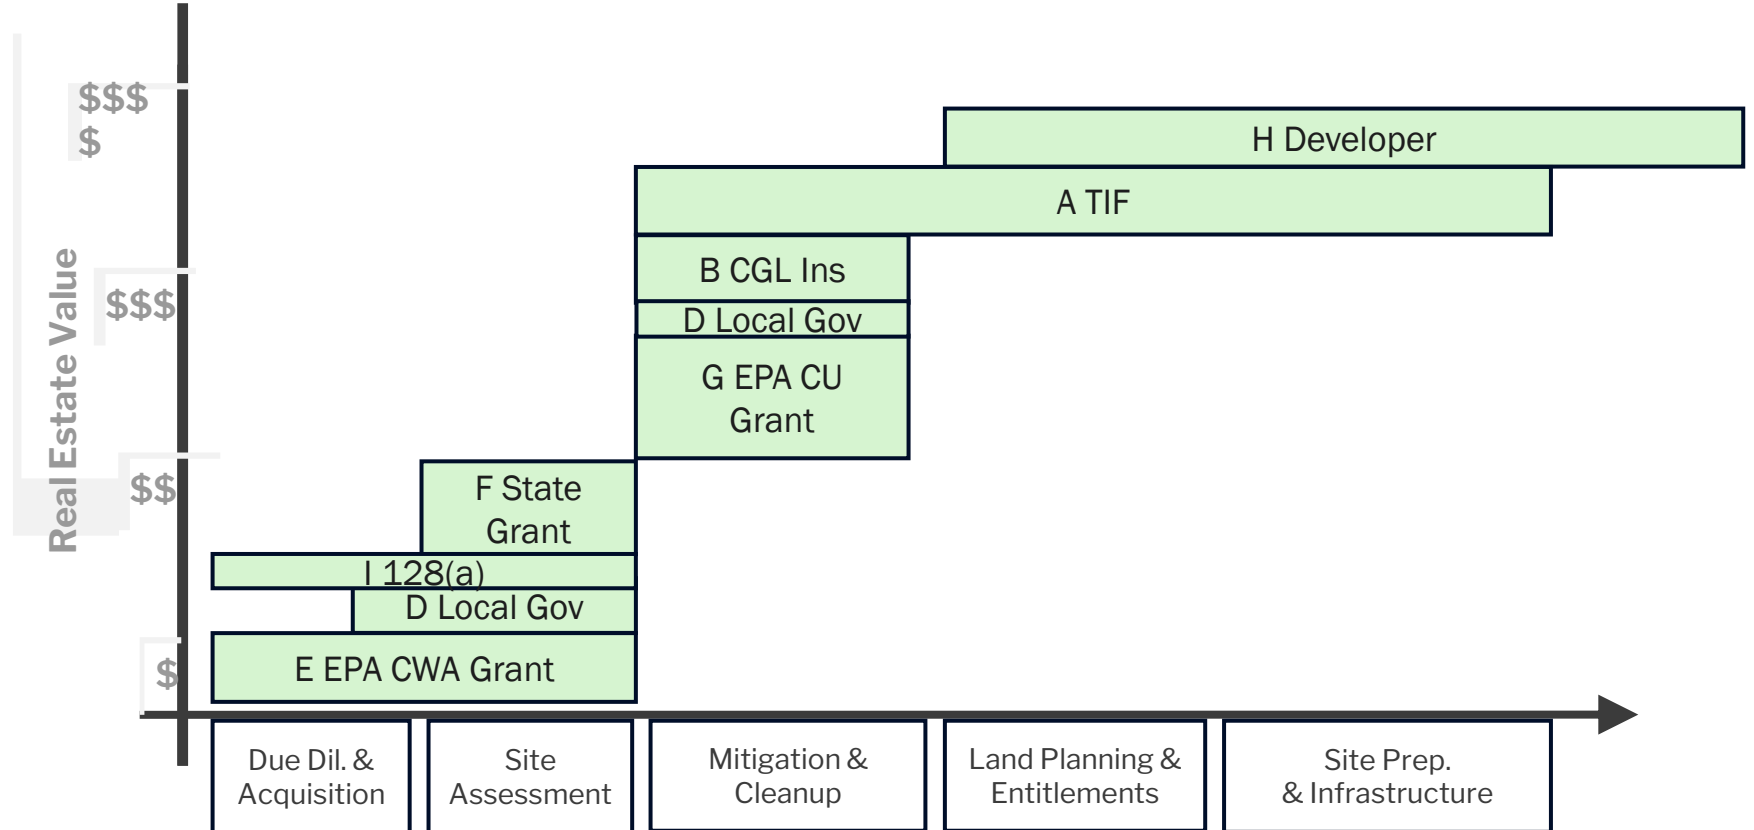 $$$
$
H Developer
A TIF
B CGL Ins
$$$
D Local Gov
Real Estate Value
G EPA CU
Grant
$$
F State
Grant
I 128(a)
D Local Gov
$
E EPA CWA Grant
Due Dil. &
Acquisition
Site
Assessment
Mitigation &
Cleanup
Land Planning &
Entitlements
Site Prep.
& Infrastructure